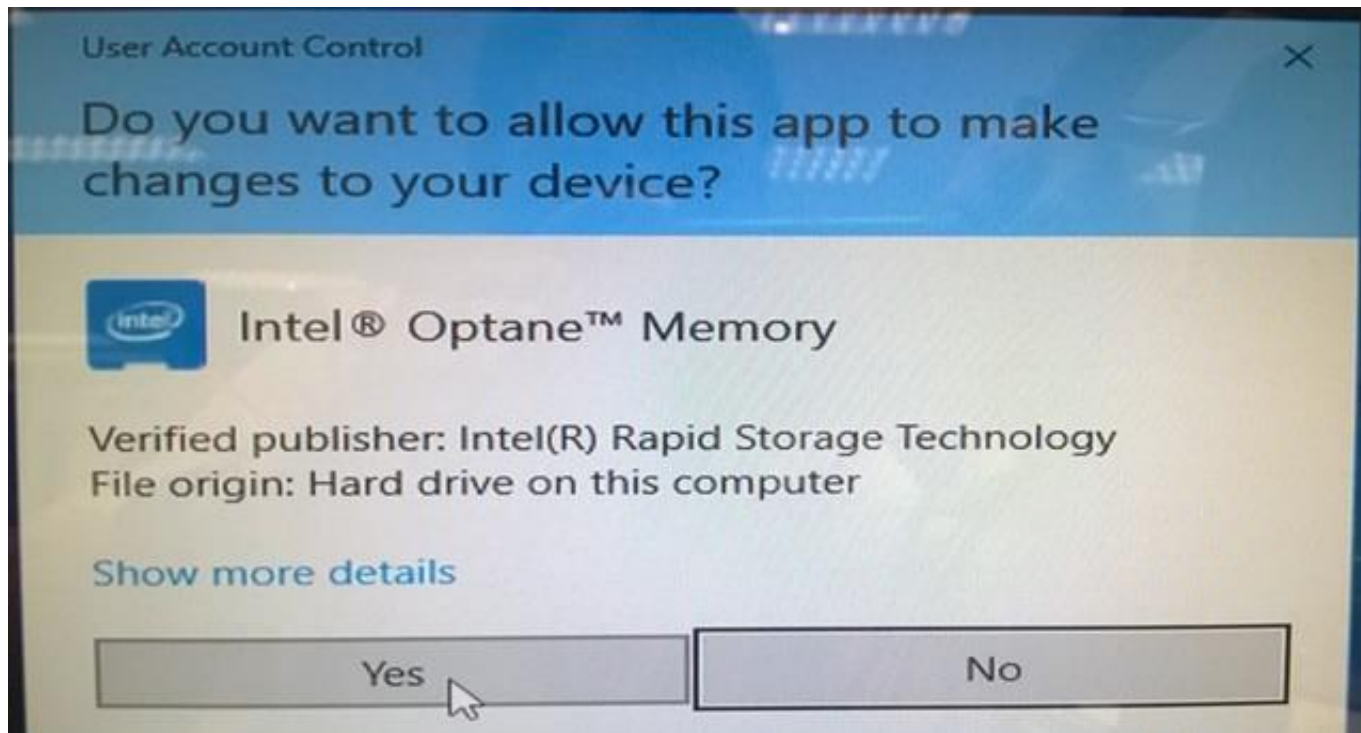 User Account Control
Do you want to allow this app to make
changes to your device?
intel
Intel® Optane™ Memory
Verified publisher: Intel(R) Rapid Storage Technology
File origin: Hard drive on this computer
Show more details
Yes
No